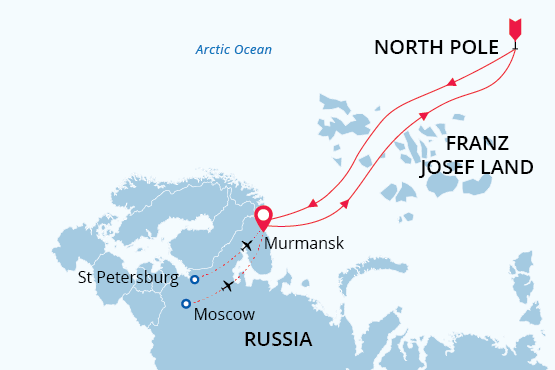 Arctic Ocean
NORTH POLE
FRANZ
JOSEF LAND
Murmansk
St Petersburg
Moscow
RUSSIA